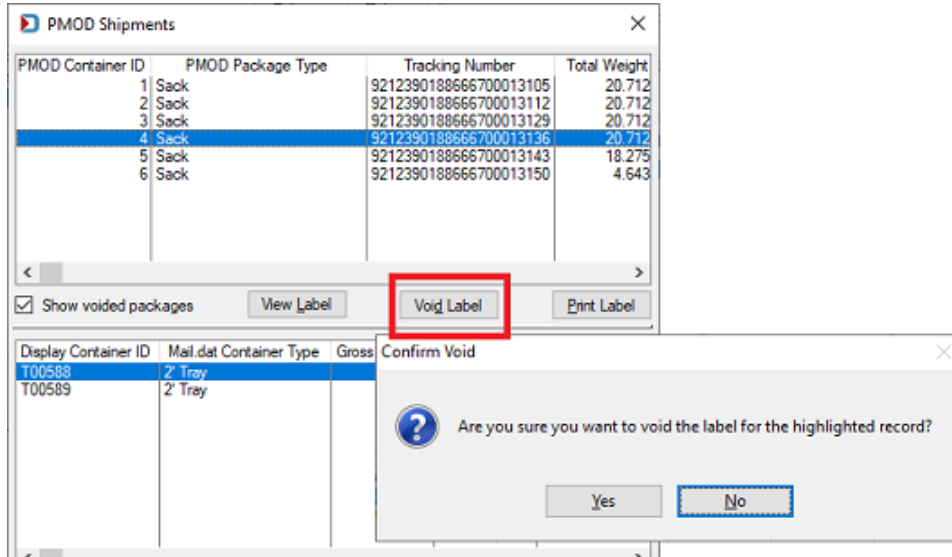 PMOD Shipments
PMOD Container ID PMOD Package Type Tracking Number Total Weight
1 Sack 9212390188666700013105 20.712
2 Sack 9212390188666700013112 20.712
3 Sack 9212390188666700013129 20.712
4 Sack 9212390188666700013136 20.712
5 Sack 9212390188666700013143 18.275
6 Sack 9212390188666700013150 4.643
Show voided packages View Label Void Label Print Label
Display Container ID Mail.dat Container Type Gross
T00588 2' Tray
T00589 2' Tray
Confirm Void
Are you sure you want to void the label for the highlighted record?
Yes No